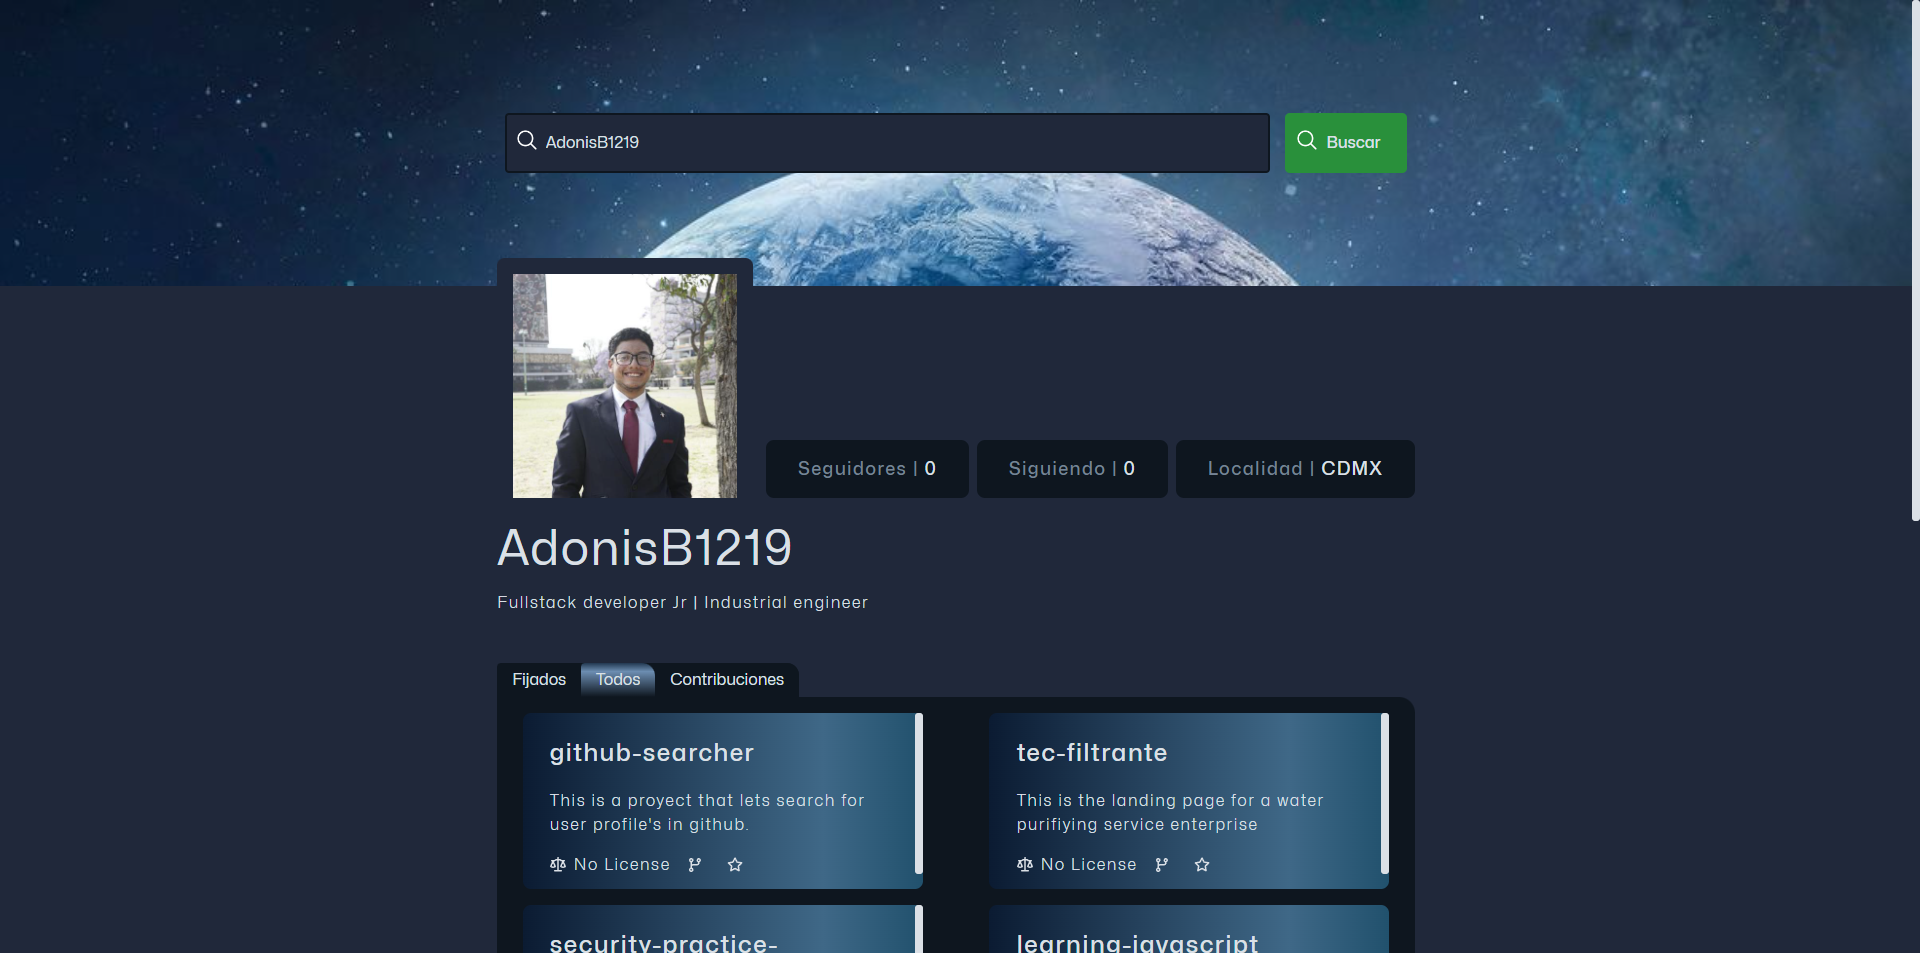 AdonisB1219
Buscar
Seguidores | 0
Siguiendo | 0
Localidad | CDMX
AdonisB1219
Fullstack developer Jr | Industrial engineer
Fijados
Todos
Contribuciones
github-searcher
This is a proyect that lets search for
user profile's in github.
No License
tec-filtrante
This is the landing page for a water
purifiying service enterprise
No License
security-practice-
learning-javascript